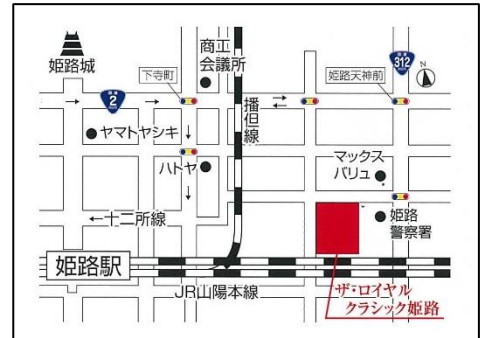 姫路城
国道
2
下寺町
商工
会議所
播但線
312
N
姫路天神前
ヤマトヤシキ
ハトヤ
マックス
バリュ
←十二所線
姫路
警察署
姫路駅
JR山陽本線
ザ・ロイヤル
クラシック姫路